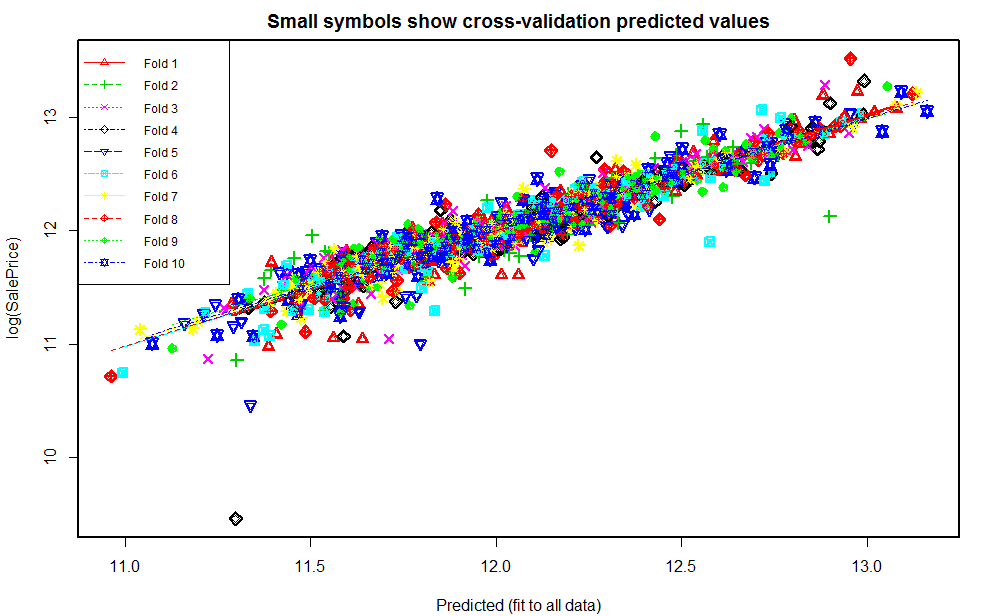 Small symbols show cross-validation predicted values
Fold 1
Fold 2
Fold 3
Fold 4
Fold 5
Fold 6
Fold 7
Fold 8
Fold 9
Fold 10
log(SalePrice)
13
12
11
10
11.0 11.5 12.0 12.5 13.0
Predicted (fit to all data)